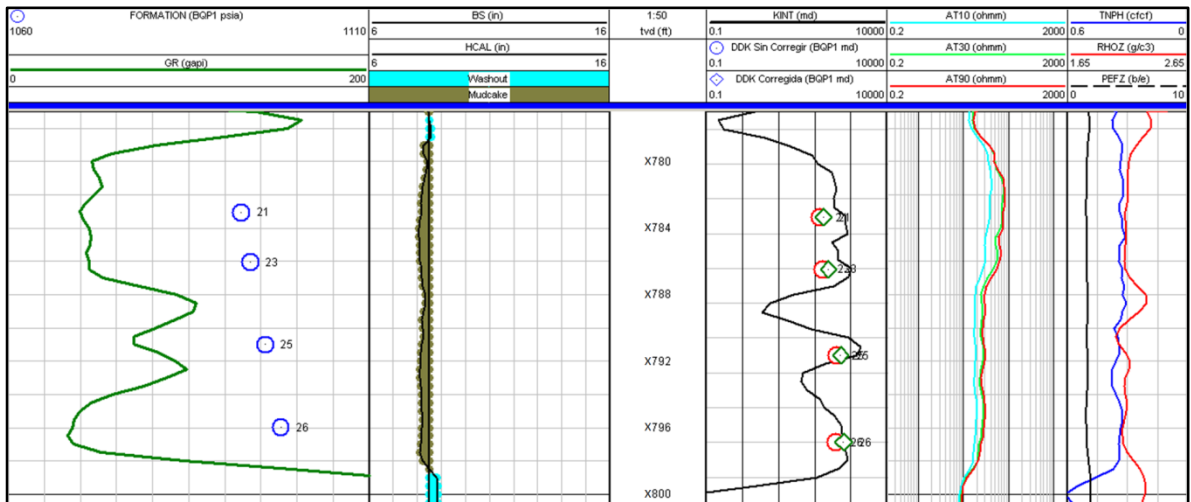 FORMATION (BQP1 psia)
1060 1110
GR (gapi)
0 200
BS (in)
6 16
HCAL (in)
6 16
Washout
Mudcake
1:50
tvd (ft)
KINT (md)
0.1 10000
DDK Sin Corregir (BQP1 md)
0.1 10000
DDK Corregida (BQP1 md)
0.1 10000
AT10 (ohmm)
0.2 2000
AT30 (ohmm)
0.2 2000
AT90 (ohmm)
0.2 2000
TNPH (cfcf)
0.6 0
RHOZ (g/c3)
1.65 2.65
PEFZ (b/e)
0 10
21
23
25
26
X780
X784
X788
X792
X796
X800
26